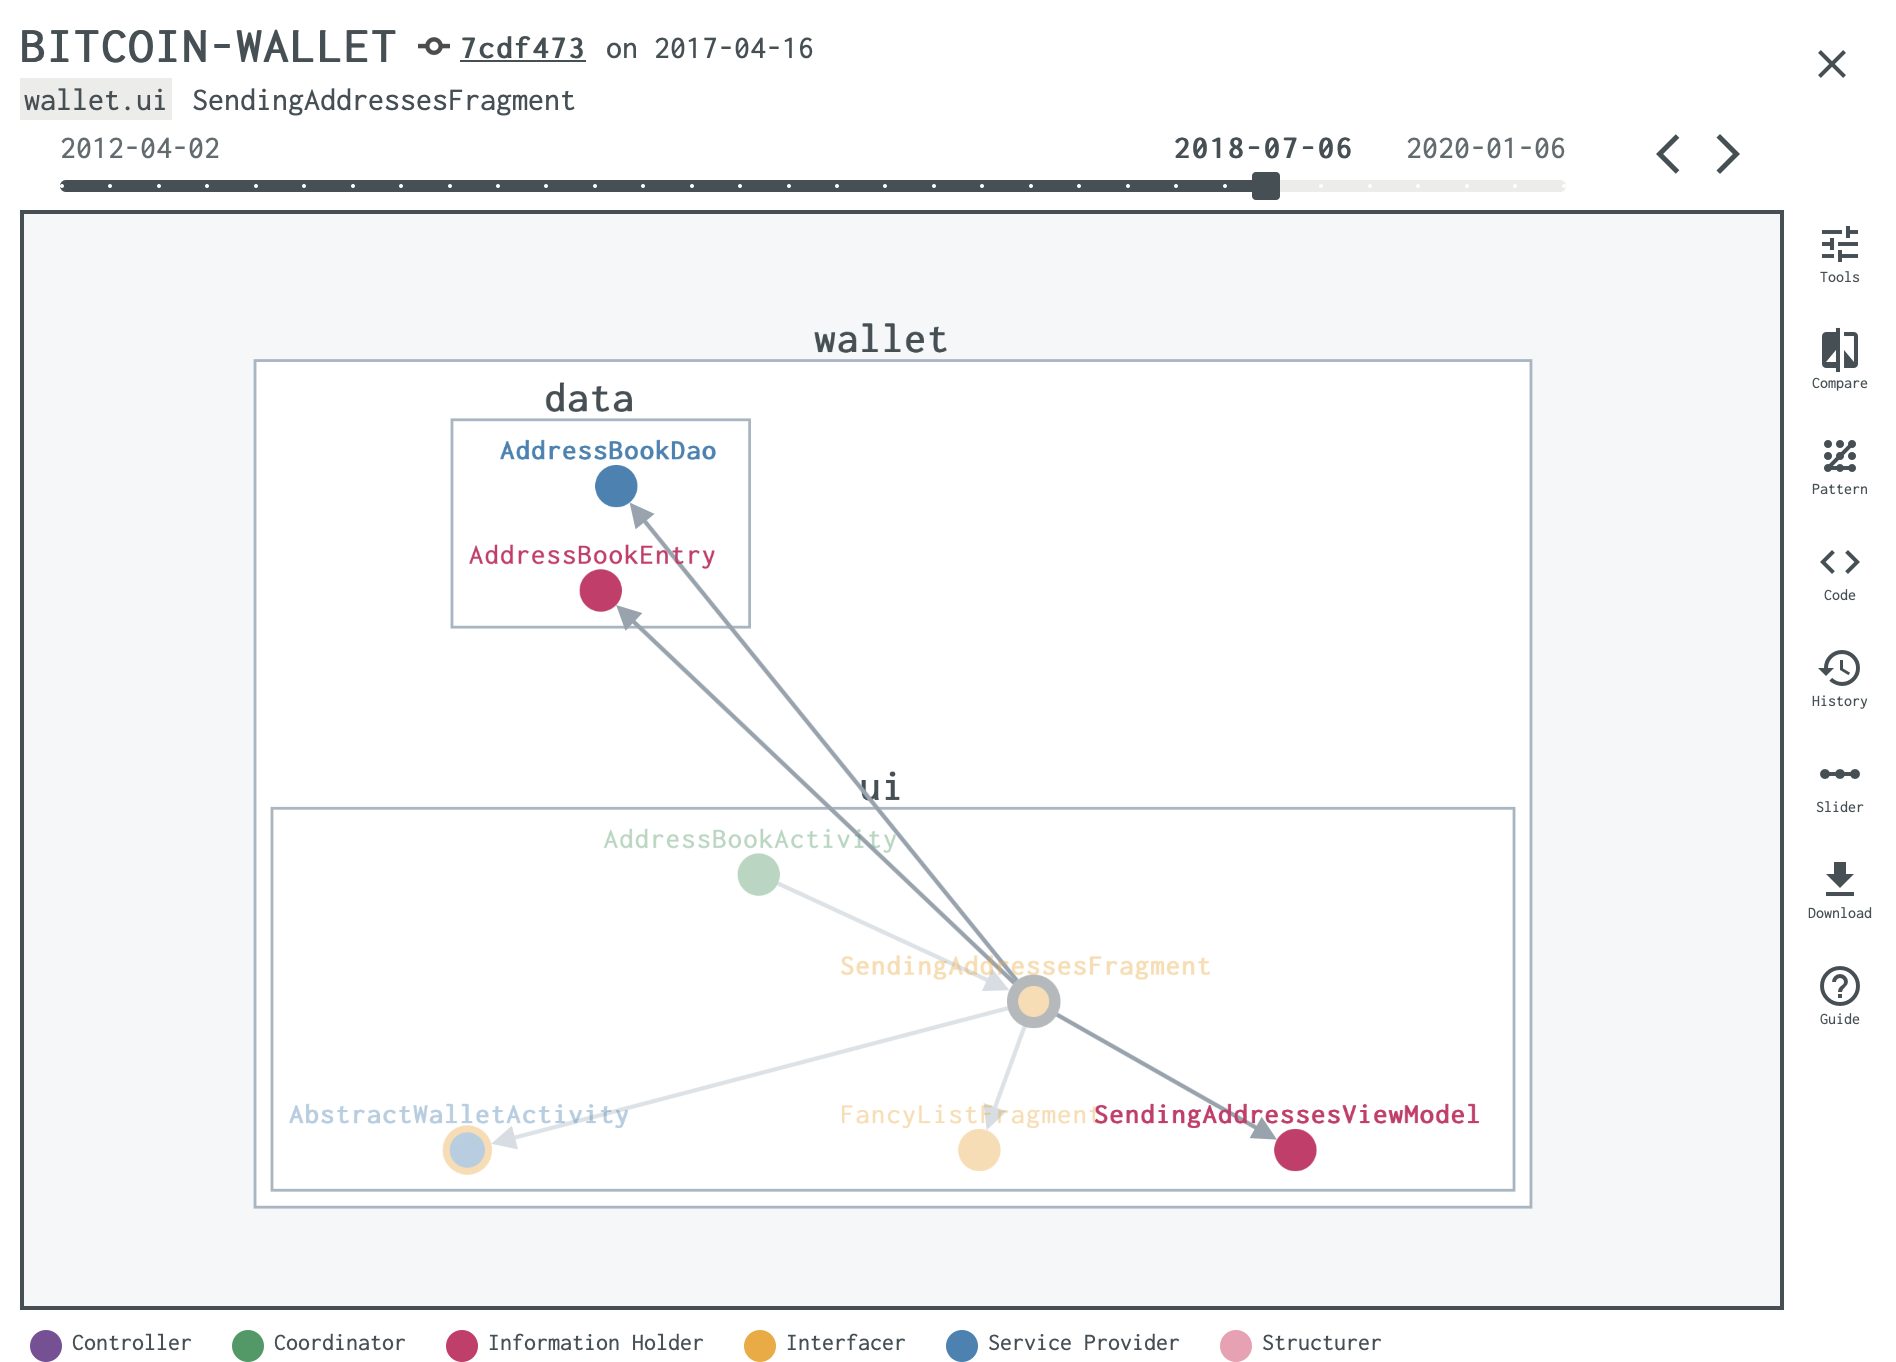 BITCOIN-WALLET 7cdf473 on 2017-04-16
wallet.ui SendingAddressesFragment
2012-04-02 2018-07-06 2020-01-06
Tools
Compare
Pattern
Code
History
Slider
Download
Guide
wallet
data
AddressBookDao
AddressBookEntry
ui
AddressBookActivity
SendingAddressesFragment
AbstractWalletActivity FancyListFragment SendingAddressesViewModel
Controller Coordinator Information Holder Interfacer Service Provider Structurer